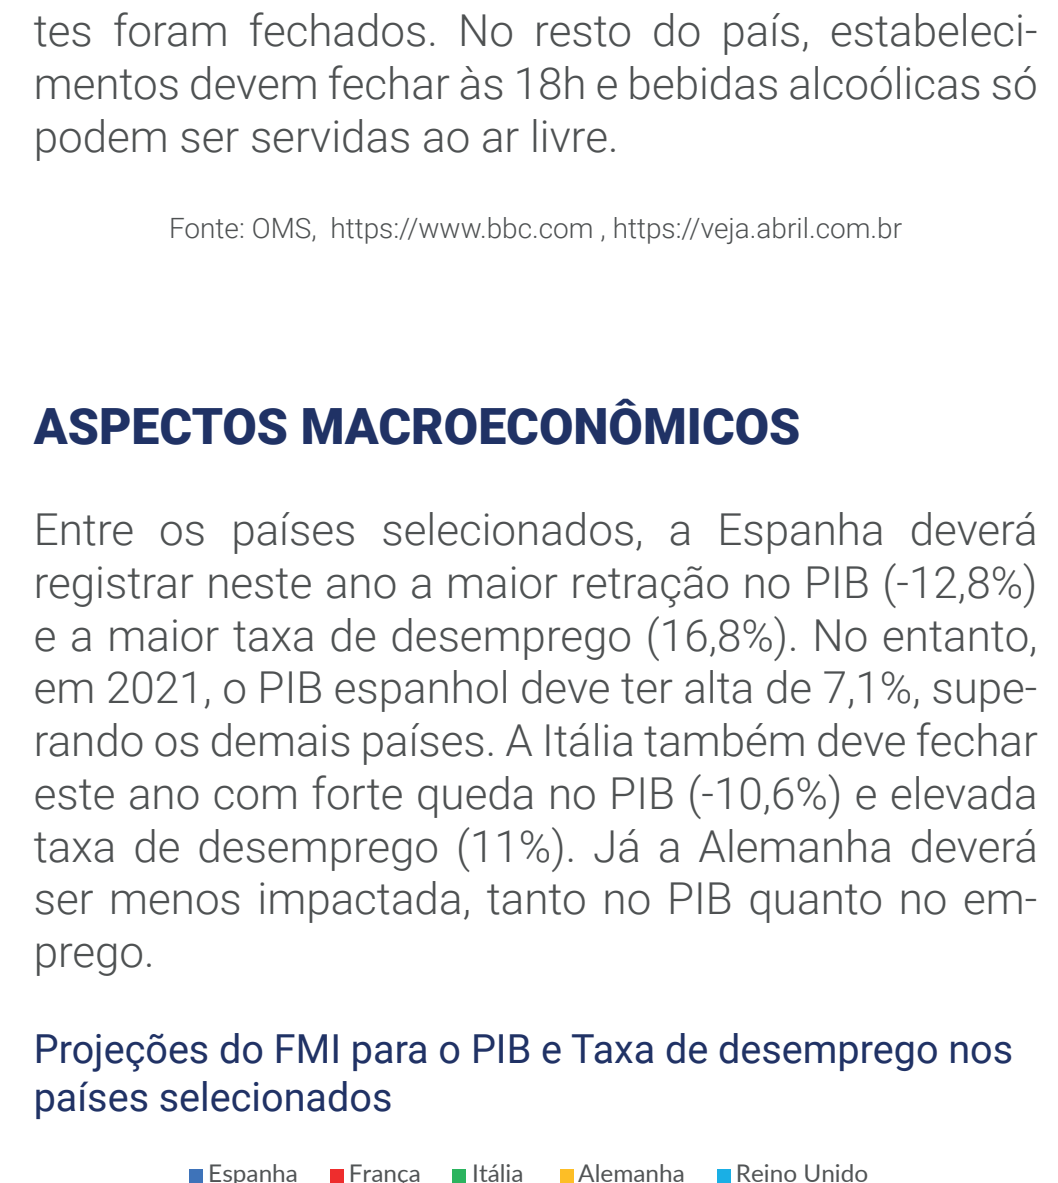 tes foram fechados. No resto do país, estabeleci-
mentos devem fechar às 18h e bebidas alcoólicas só
podem ser servidas ao ar livre.
Fonte: OMS, https://www.bbc.com , https://veja.abril.com.br
ASPECTOS MACROECONÔMICOS
Entre os países selecionados, a Espanha deverá
registrar neste ano a maior retração no PIB (-12,8%)
e a maior taxa de desemprego (16,8%). No entanto,
em 2021, o PIB espanhol deve ter alta de 7,1%, supe-
rando os demais países. A Itália também deve fechar
este ano com forte queda no PIB (-10,6%) e elevada
taxa de desemprego (11%). Já a Alemanha deverá
ser menos impactada, tanto no PIB quanto no em-
prego.
Projeções do FMI para o PIB e Taxa de desemprego nos
países selecionados
Espanha França Itália Alemanha Reino Unido